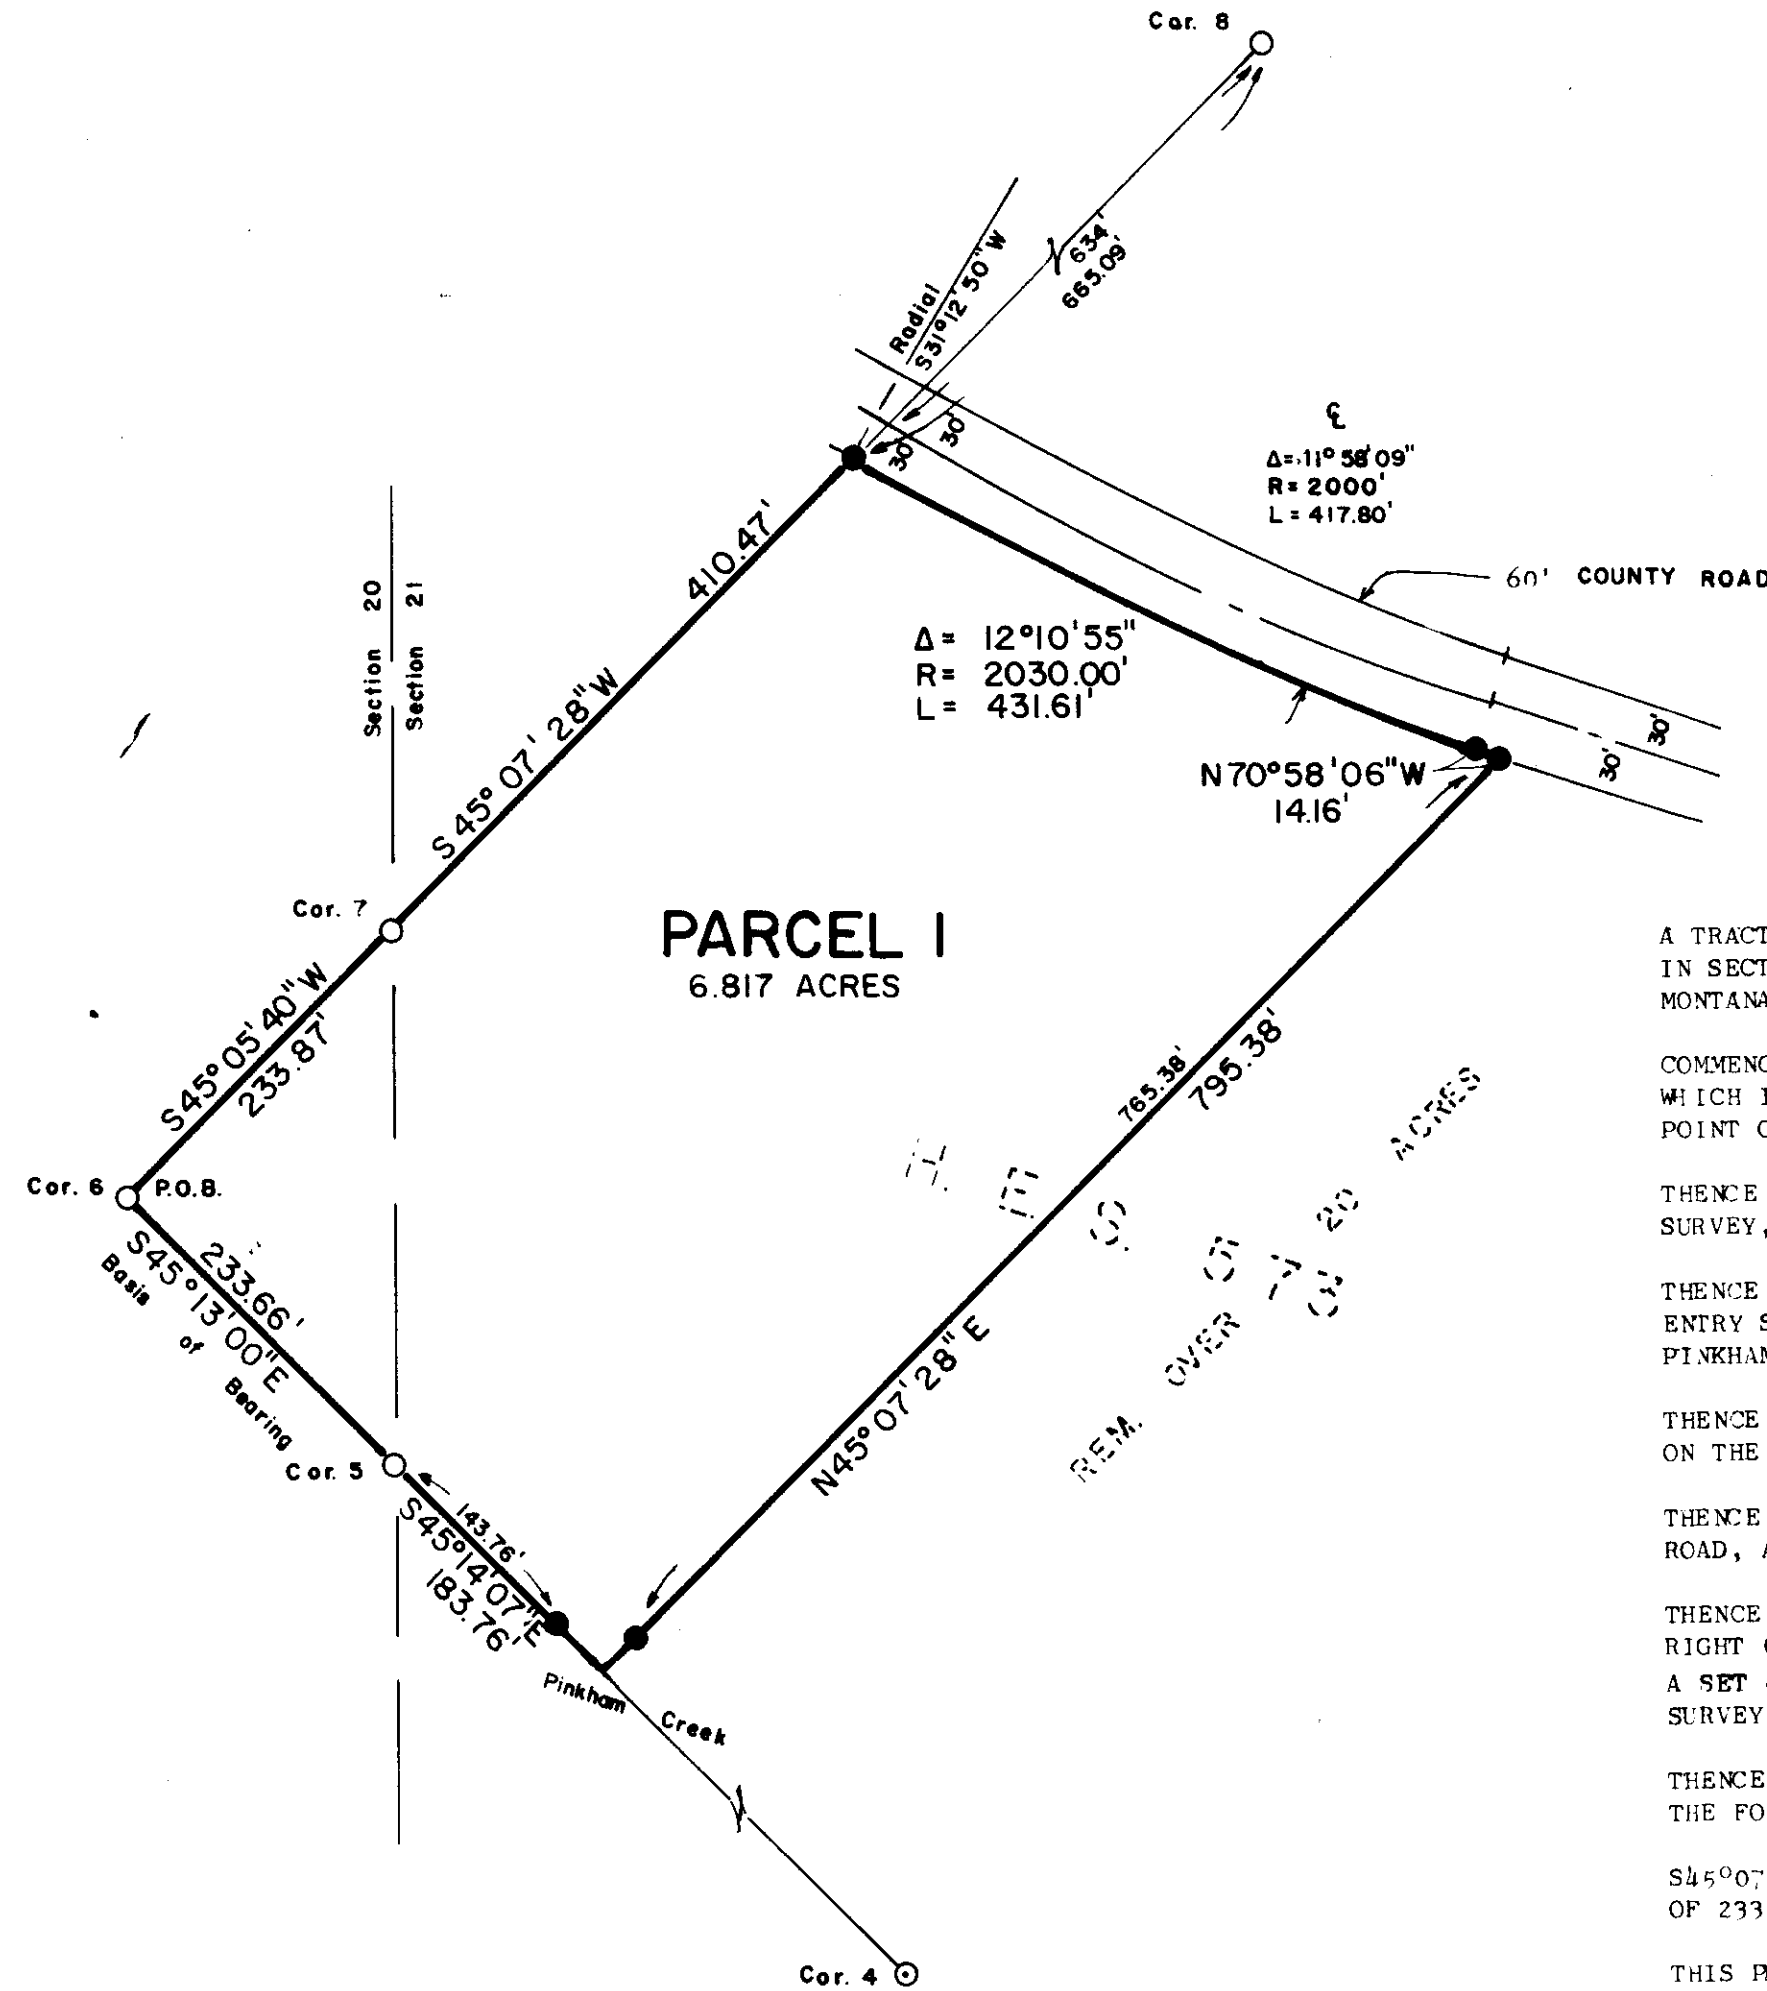 Cor. 8
634'
665.09'
Radial
S31°12'50"W
30'
30'
℄
Δ=11°58'09"
R=2000'
L=417.80'
60' COUNTY ROAD
410.47'
S45°07'28"W
Section 20
Section 21
Δ= 12°10'55"
R= 2030.00'
L= 431.61'
30'
30'
N70°58'06"W
14.16'
Cor. 7
PARCEL 1
6.817 ACRES
S45°05'40"W
233.87'
Cor. 6
P.O.B.
233.66'
S45°13'00"E
Basis of Bearing
Cor. 5
143.76'
S45°14'07"E
183.76'
765.38'
795.38'
N45°07'28"E
H. E. S. 573
REM. OVER 20 ACRES
Pinkham Creek
Cor. 4
A TRACT
IN SECT
MONTANA
COMMENC
WHICH
POINT
THENCE
SURVEY,
THENCE
ENTRY S
PINKHAM
THENCE
ON THE
THENCE
ROAD, A
THENCE
RIGHT
A SET
SURVEY
THENCE
THE FO
S45°07
OF 233
THIS